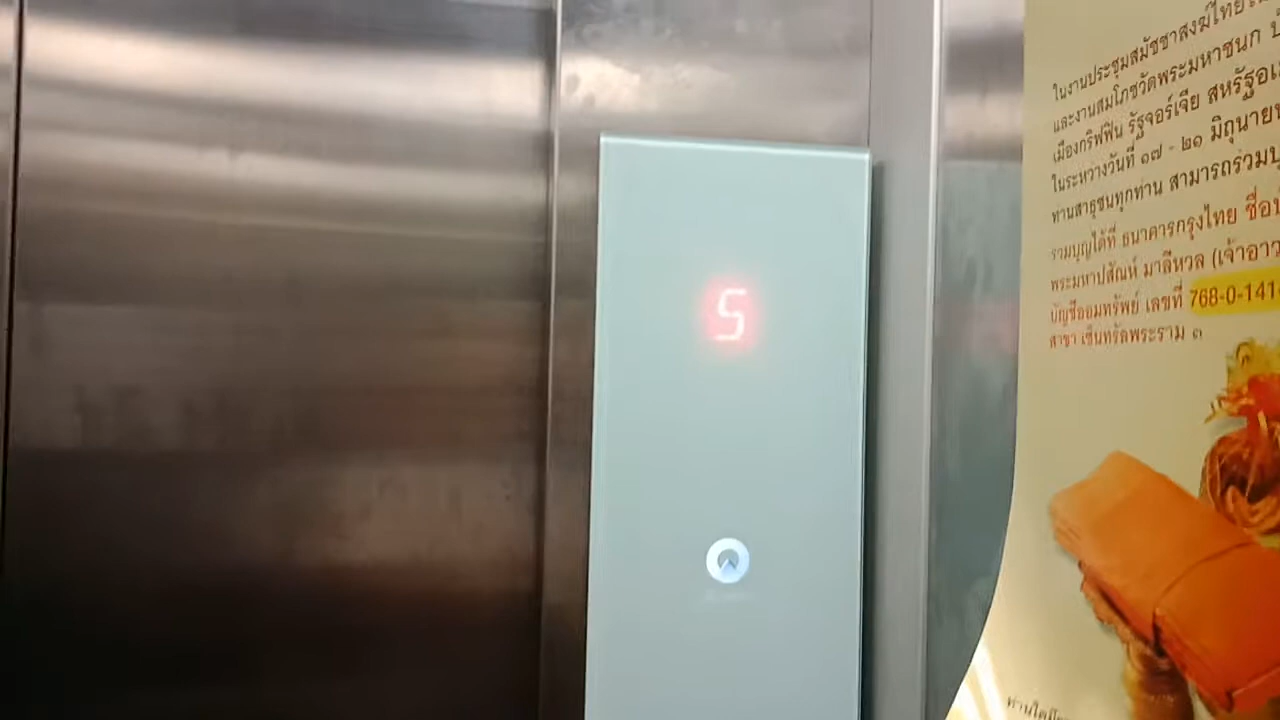 5
ในงานประชุมสมัชชาสงฆ์ไทยใน
และงานสมโภชวัดพระมหาชนก
เมืองกริฟฟิน รัฐจอร์เจีย สหรัฐอเ
ในระหว่างวันที่ ๑๗ - ๒๑ มิถุนายน
ท่านสาธุชนทุกท่าน สามารถร่วมบุ
ร่วมบุญได้ที่ ธนาคารกรุงไทย ชื่อบ
พระมหาปสัณห์ มาลีหวล (เจ้าอาว
บัญชีออมทรัพย์ เลขที่ 768-0-141
สาขา เซ็นทรัลพระราม ๓